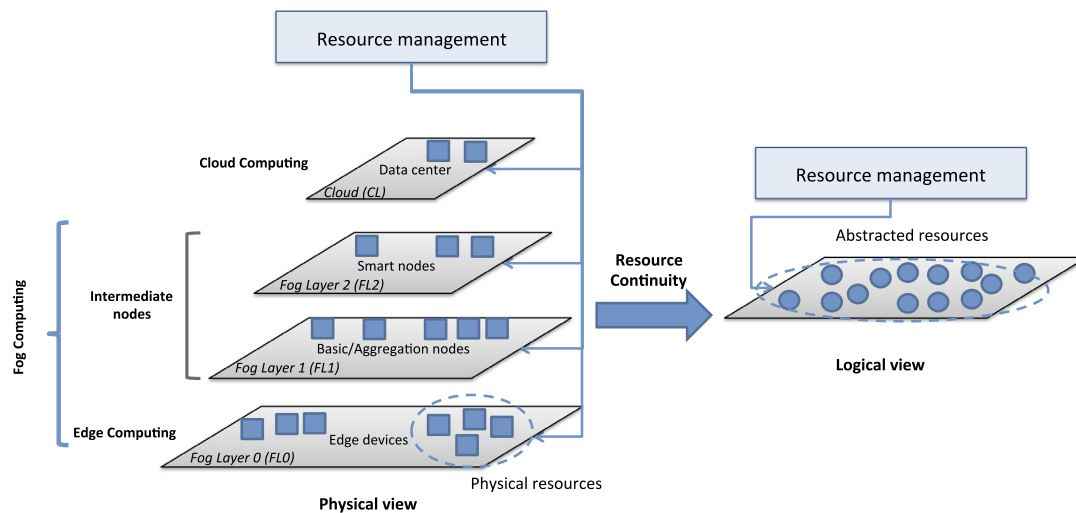 Resource management
Cloud Computing
Data center
Cloud (CL)
Smart nodes
Fog Layer 2 (FL2)
Intermediate
nodes
Basic/Aggregation nodes
Fog Layer 1 (FL1)
Fog Computing
Edge Computing
Edge devices
Fog Layer 0 (FL0)
Physical resources
Physical view
Resource
Continuity
Resource management
Abstracted resources
Logical view